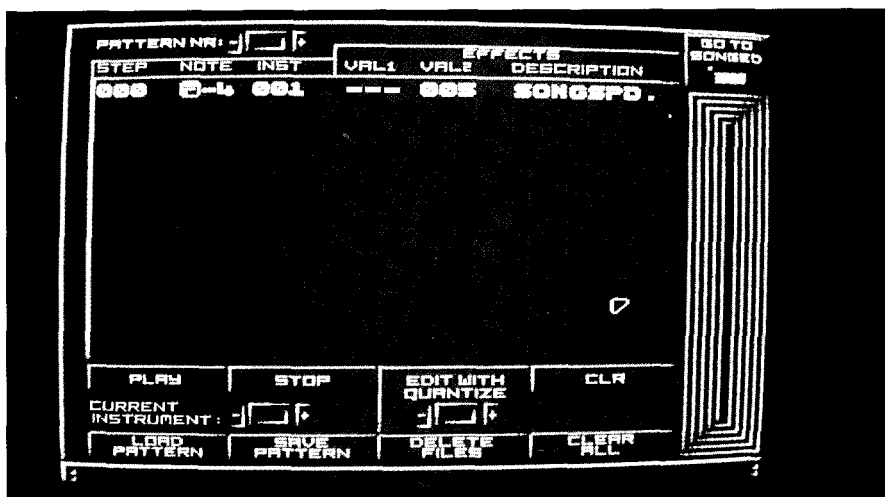 PATTERN NR: - +
GO TO
SONGED
EFFECTS
STEP NOTE INST VAL1 VAL2 DESCRIPTION
000 001 --- 005 SONGSPD.
PLAY STOP EDIT WITH
QUANTIZE CLR
CURRENT
INSTRUMENT: - + - +
LOAD
PATTERN SAVE
PATTERN DELETE
FILES CLEAR
ALL